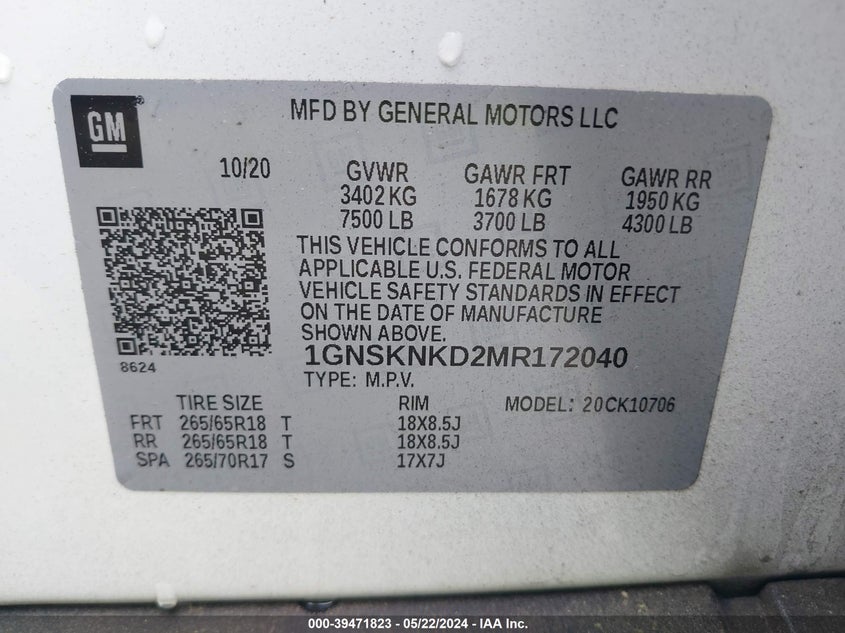 GM
MFD BY GENERAL MOTORS LLC
10/20 GVWR GAWR FRT GAWR RR
3402 KG 1678 KG 1950 KG
7500 LB 3700 LB 4300 LB
THIS VEHICLE CONFORMS TO ALL
APPLICABLE U.S. FEDERAL MOTOR
VEHICLE SAFETY STANDARDS IN EFFECT
ON THE DATE OF MANUFACTURE
SHOWN ABOVE.
1GNSKNKD2MR172040
8624
TYPE: M.P.V.
TIRE SIZE RIM MODEL: 20CK10706
FRT 265/65R18 T 18X8.5J
RR 265/65R18 T 18X8.5J
SPA 265/70R17 S 17X7J
000-39471823 - 05/22/2024 - IAA Inc.